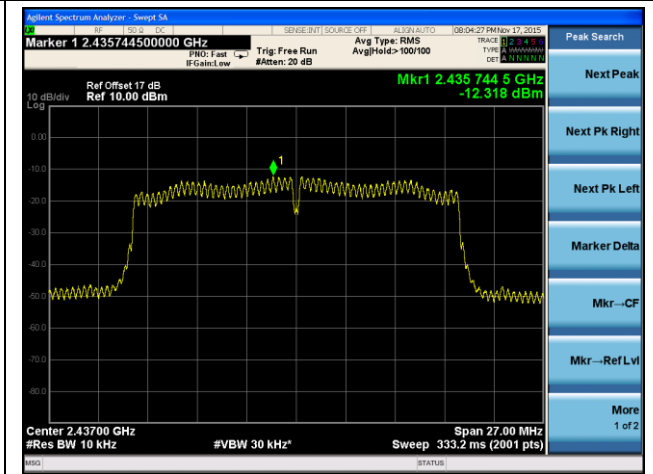 Agilent Spectrum Analyzer - Swept SA
RF 50 Ω DC SENSE:INT SOURCE OFF ALIGN AUTO 08:04:27 PM Nov 17, 2015
Marker 1 2.435744500000 GHz
PNO: Fast
IFGain:Low
Trig: Free Run
#Atten: 20 dB
Avg Type: RMS
Avg|Hold:>100/100
TRACE 1 2 3 4 5 6
TYPE A
DET A N N N N N
Peak Search
Ref Offset 17 dB
Ref 10.00 dBm
10 dB/div
Log
Mkr1 2.435 744 5 GHz
-12.318 dBm
0.00
-10.0
-20.0
-30.0
-40.0
-50.0
-60.0
-70.0
-80.0
1
Next Peak
Next Pk Right
Next Pk Left
Marker Delta
Mkr→CF
Mkr→Ref Lvl
More
1 of 2
Center 2.43700 GHz Span 27.00 MHz
#Res BW 10 kHz #VBW 30 kHz* Sweep 333.2 ms (2001 pts)
MSG STATUS